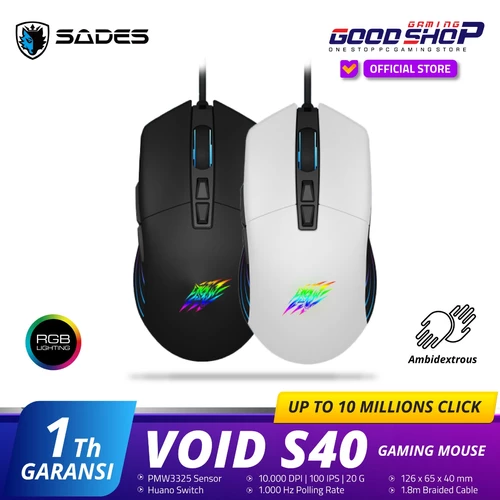 SADES
GAMING
GOODSHOP
ONE STOP PC GAMING STORE
OFFICIAL STORE
RGB
LIGHTING
Ambidextrous
UP TO 10 MILLIONS CLICK
1Th
GARANSI
VOID S40 GAMING MOUSE
PMW3325 Sensor
Huano Switch
10.000 DPI | 100 IPS | 20 G
1.000 Hz Polling Rate
126 x 65 x 40 mm
1.8m Braided Cable